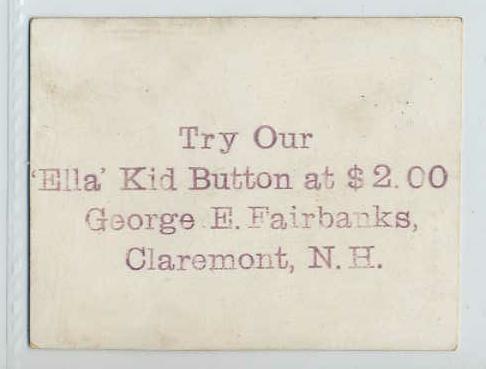 Try Our
'Ella' Kid Button at $2.00
George E. Fairbanks,
Claremont, N. H.